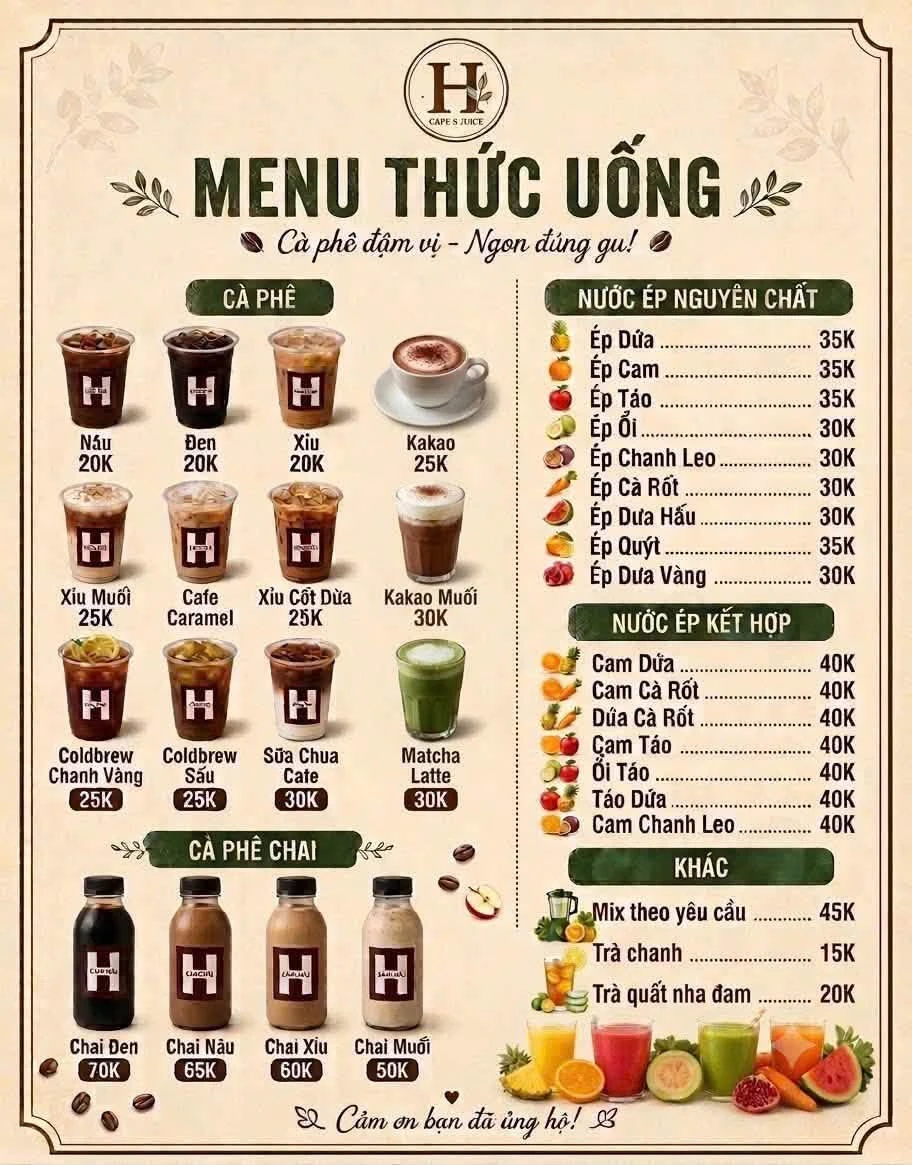 H
CAPE S JUICE
MENU THỨC UỐNG
Cà phê đậm vị - Ngon đúng gu!
CÀ PHÊ
Nâu
20K
Đen
20K
Xỉu
20K
Kakao
25K
Xỉu Muối
25K
Cafe
Caramel
Xỉu Cốt Dừa
25K
Kakao Muối
30K
Coldbrew
Chanh Vàng
25K
Coldbrew
Sấu
25K
Sữa Chua
Cafe
30K
Matcha
Latte
30K
CÀ PHÊ CHAI
Chai Đen
70K
Chai Nâu
65K
Chai Xỉu
60K
Chai Muối
50K
NƯỚC ÉP NGUYÊN CHẤT
Ép Dứa 35K
Ép Cam 35K
Ép Táo 35K
Ép Ổi 30K
Ép Chanh Leo 30K
Ép Cà Rốt 30K
Ép Dưa Hấu 30K
Ép Quýt 35K
Ép Dưa Vàng 30K
NƯỚC ÉP KẾT HỢP
Cam Dứa 40K
Cam Cà Rốt 40K
Dứa Cà Rốt 40K
Cam Táo 40K
Ổi Táo 40K
Táo Dứa 40K
Cam Chanh Leo 40K
KHÁC
Mix theo yêu cầu 45K
Trà chanh 15K
Trà quất nha đam 20K
Cảm ơn bạn đã ủng hộ!